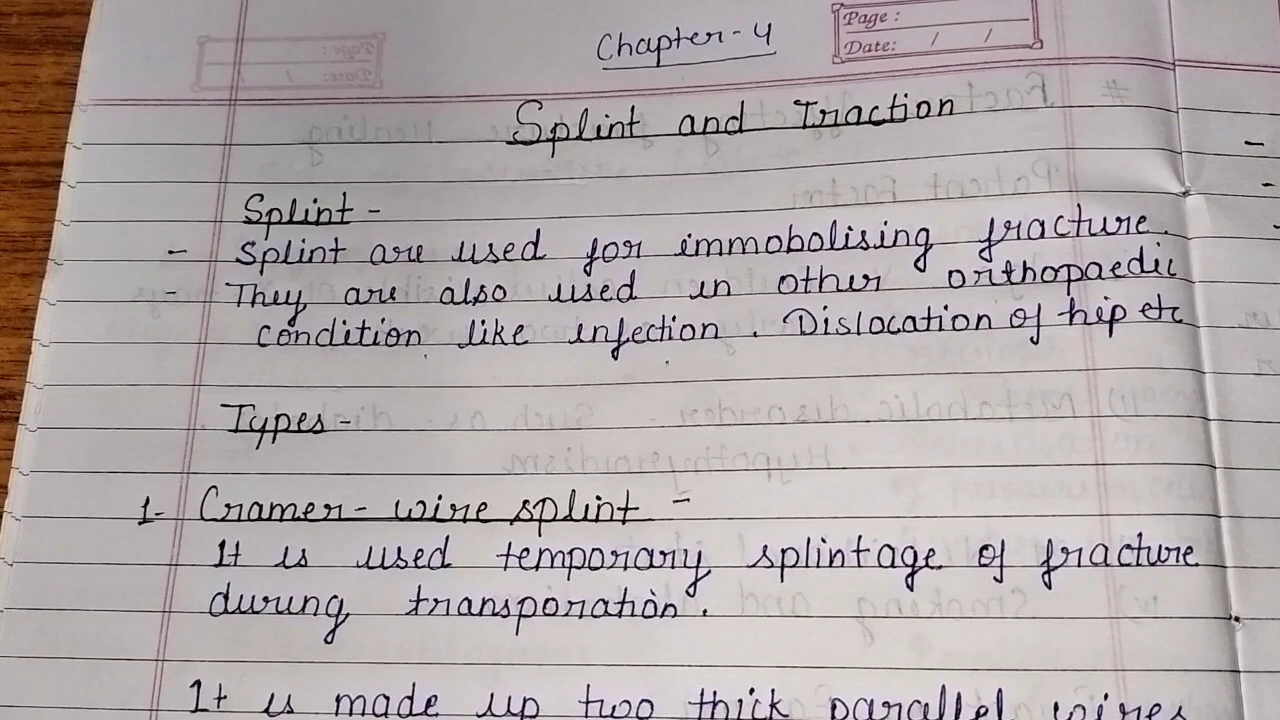 Chapter-4
Page :
Date: / /
Splint and Traction
Splint -
- Splint are used for immobolising fracture.
- They are also used in other orthopaedic
condition like infection. Dislocation of hip etc
Types-
1- Cramer-wire splint -
It is used temporary splintage of fracture
during transporation.
It is made up two thick parallel wires